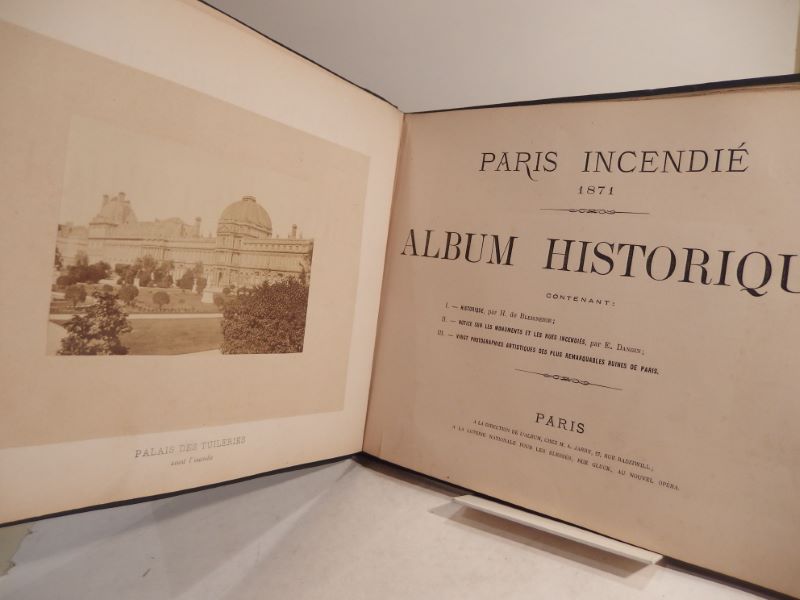 PALAIS DES TUILERIES
avant l'incendie
PARIS INCENDIÉ
1871
ALBUM HISTORIQU
CONTENANT:
I. — HISTORIQUE, par H. de
II. — NOTICE SUR LES MONUMENTS ET LES RUES INCENDIÉS, par E. DANGIN;
III. — VINGT PHOTOGRAPHIES ARTISTIQUES DES PLUS REMARQUABLES RUINES DE PARIS.
PARIS
A LA DIRECTION DE L'ALBUM, CHEZ M. A. JARRY, 27, RUE RADZIWILL;
A LA LOTERIE NATIONALE POUR LES BLESSÉS, RUE GLUCK, AU NOUVEL OPÉRA.